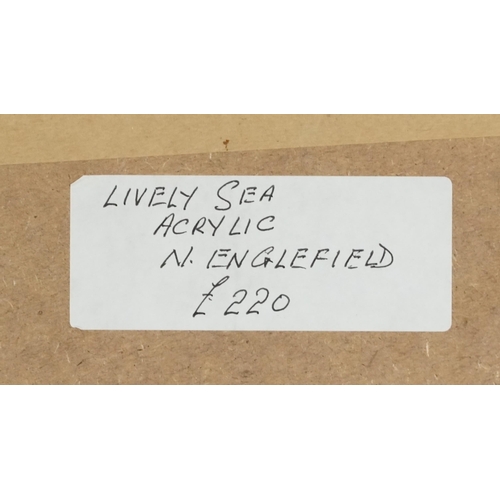 LIVELY SEA
ACRYLIC
N. ENGLEFIELD
£220